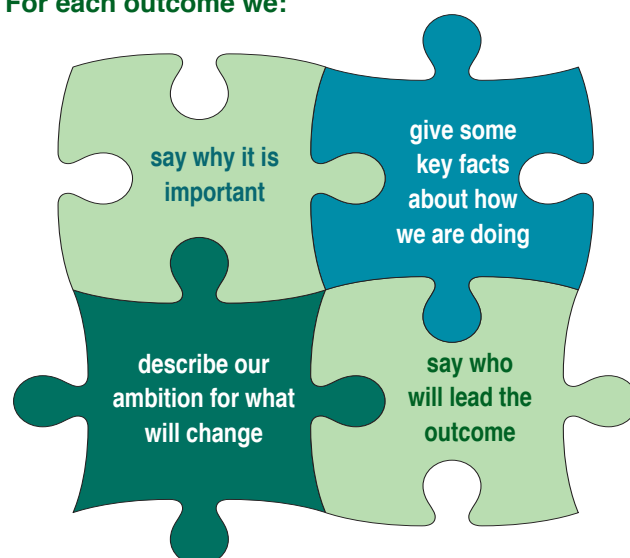 For each outcome we:
say why it is
important
give some
key facts
about how
we are doing
describe our
ambition for what
will change
say who
will lead the
outcome